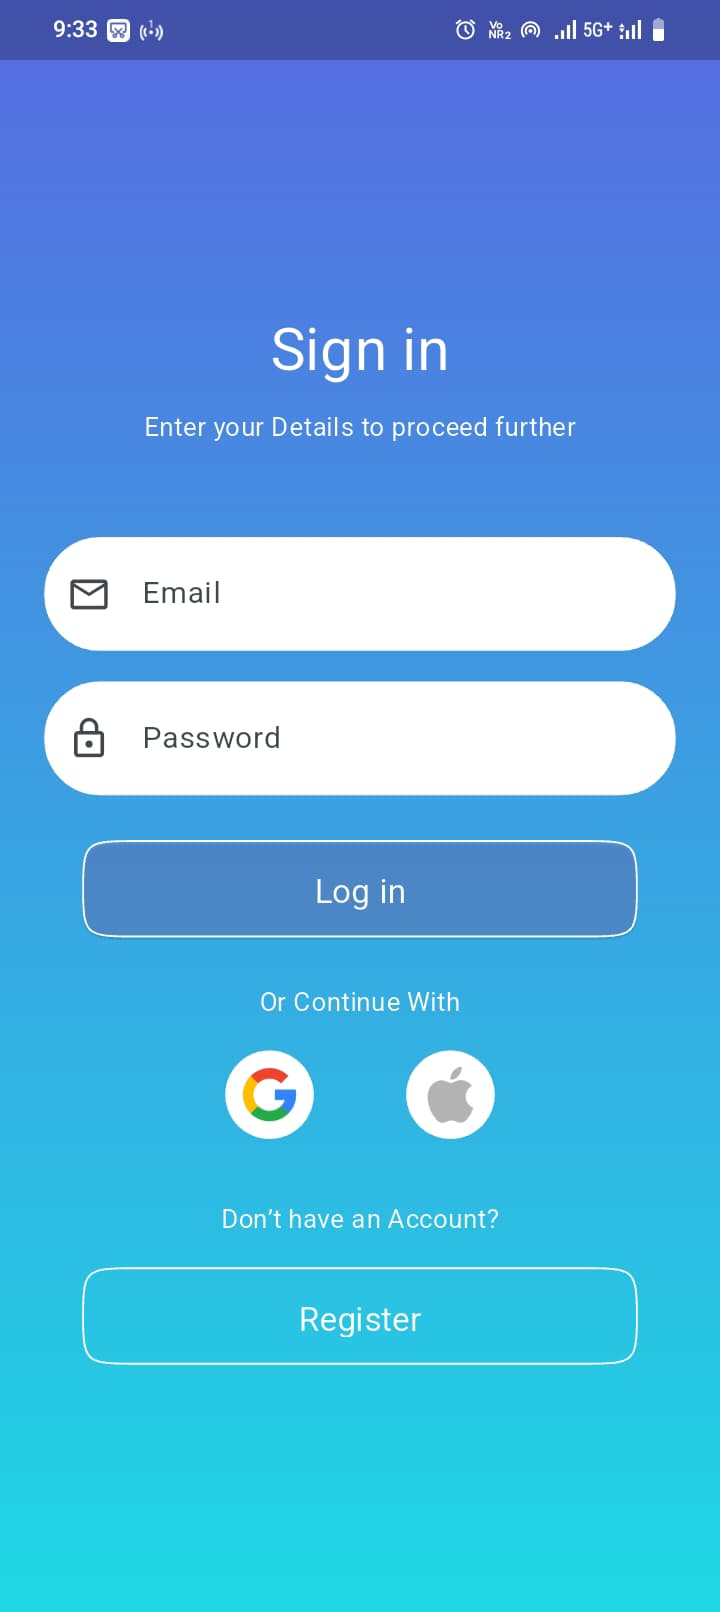 9:33 1 Vo NR2 5G+
Sign in
Enter your Details to proceed further
Email
Password
Log in
Or Continue With
Don’t have an Account?
Register